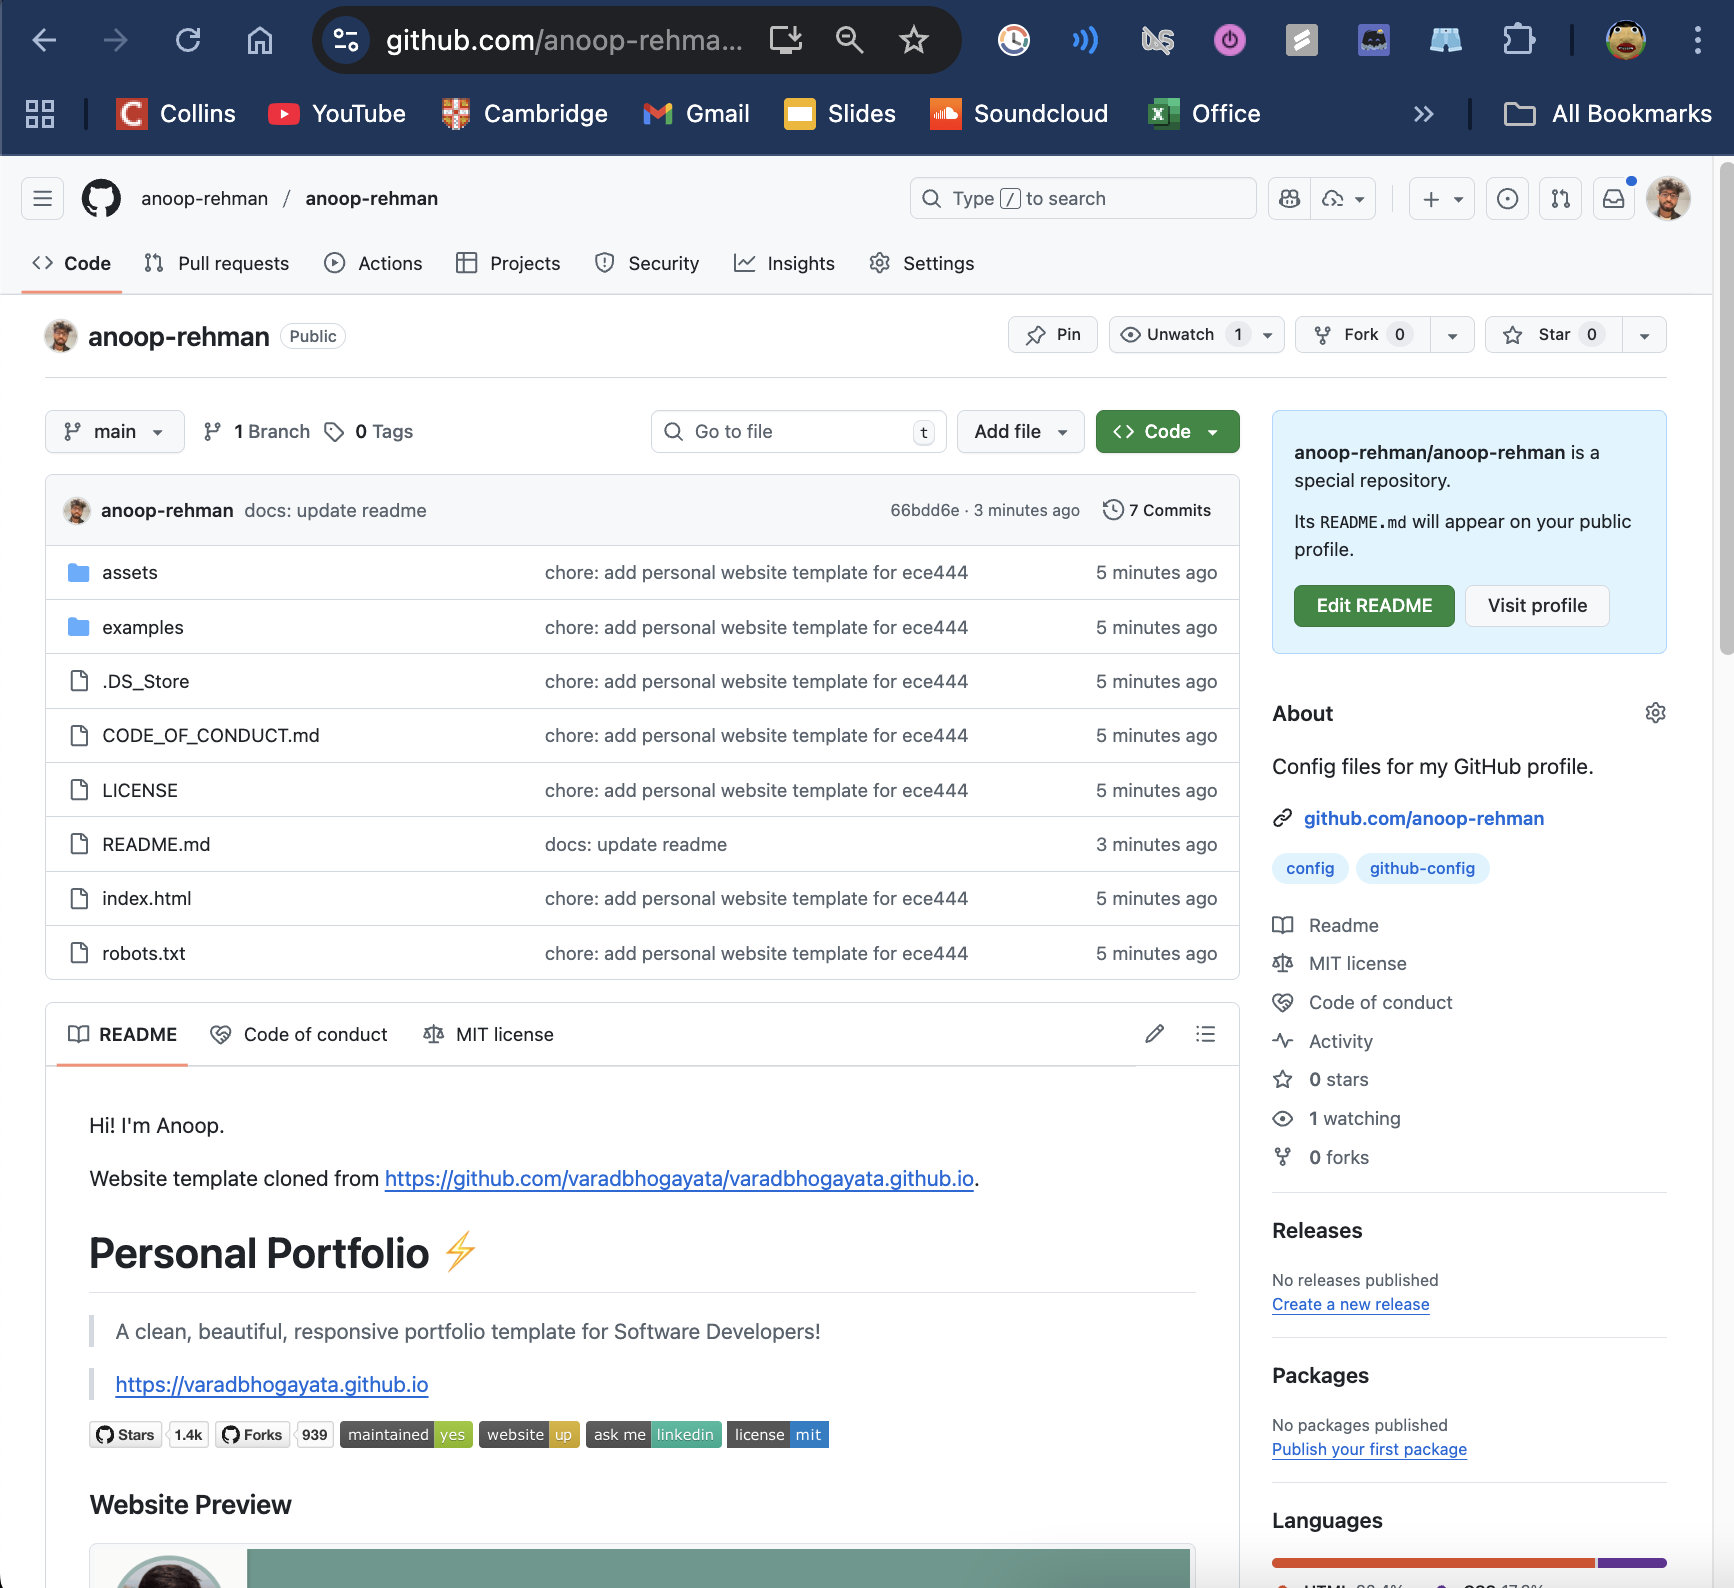 github.com/anoop-rehma...
Collins YouTube Cambridge Gmail Slides Soundcloud Office All Bookmarks
anoop-rehman / anoop-rehman Type / to search
Code Pull requests Actions Projects Security Insights Settings
anoop-rehman Public Pin Unwatch 1 Fork 0 Star 0
main 1 Branch 0 Tags Go to file t Add file Code
anoop-rehman docs: update readme 66bdd6e · 3 minutes ago 7 Commits
assets chore: add personal website template for ece444 5 minutes ago
examples chore: add personal website template for ece444 5 minutes ago
.DS_Store chore: add personal website template for ece444 5 minutes ago
CODE_OF_CONDUCT.md chore: add personal website template for ece444 5 minutes ago
LICENSE chore: add personal website template for ece444 5 minutes ago
README.md docs: update readme 3 minutes ago
index.html chore: add personal website template for ece444 5 minutes ago
robots.txt chore: add personal website template for ece444 5 minutes ago
README Code of conduct MIT license
Hi! I'm Anoop.
Website template cloned from https://github.com/varadbhogayata/varadbhogayata.github.io.
Personal Portfolio ⚡
A clean, beautiful, responsive portfolio template for Software Developers!
https://varadbhogayata.github.io
Stars 1.4k Forks 939 maintained yes website up ask me linkedin license mit
Website Preview
anoop-rehman/anoop-rehman is a
special repository.
Its README.md will appear on your public
profile.
Edit README Visit profile
About
Config files for my GitHub profile.
github.com/anoop-rehman
config github-config
Readme
MIT license
Code of conduct
Activity
0 stars
1 watching
0 forks
Releases
No releases published
Create a new release
Packages
No packages published
Publish your first package
Languages